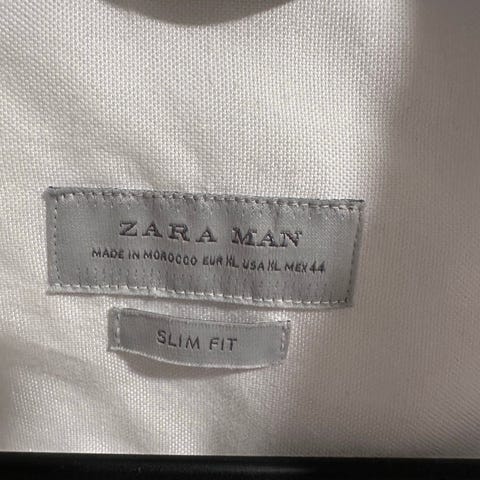 ZARA MAN
MADE IN MOROCCO EUR XL USA XL MEX 44
SLIM FIT